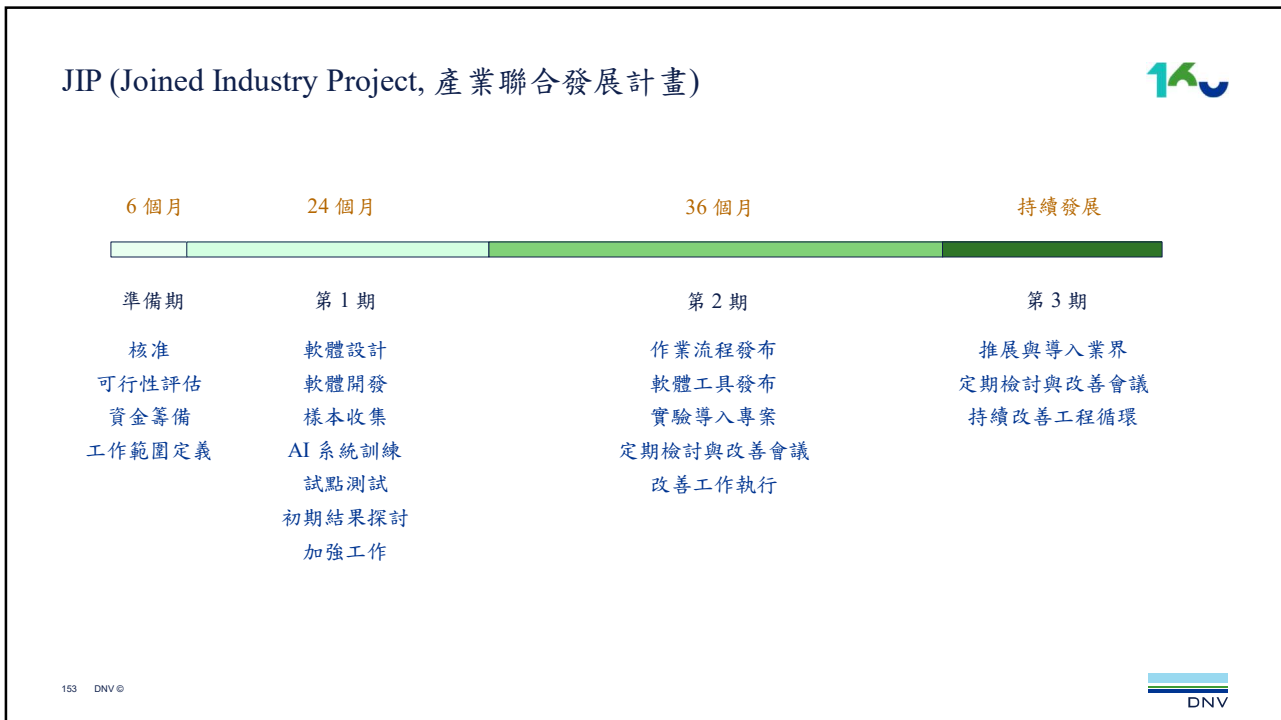 JIP (Joined Industry Project, 產業聯合發展計畫)
6 個月
24 個月
36 個月
持續發展
準備期
第 1 期
第 2 期
第 3 期
核准
可行性評估
資金籌備
工作範圍定義
軟體設計
軟體開發
樣本收集
AI 系統訓練
試點測試
初期結果探討
加強工作
作業流程發布
軟體工具發布
實驗導入專案
定期檢討與改善會議
改善工作執行
推展與導入業界
定期檢討與改善會議
持續改善工程循環
153 DNV ©
DNV